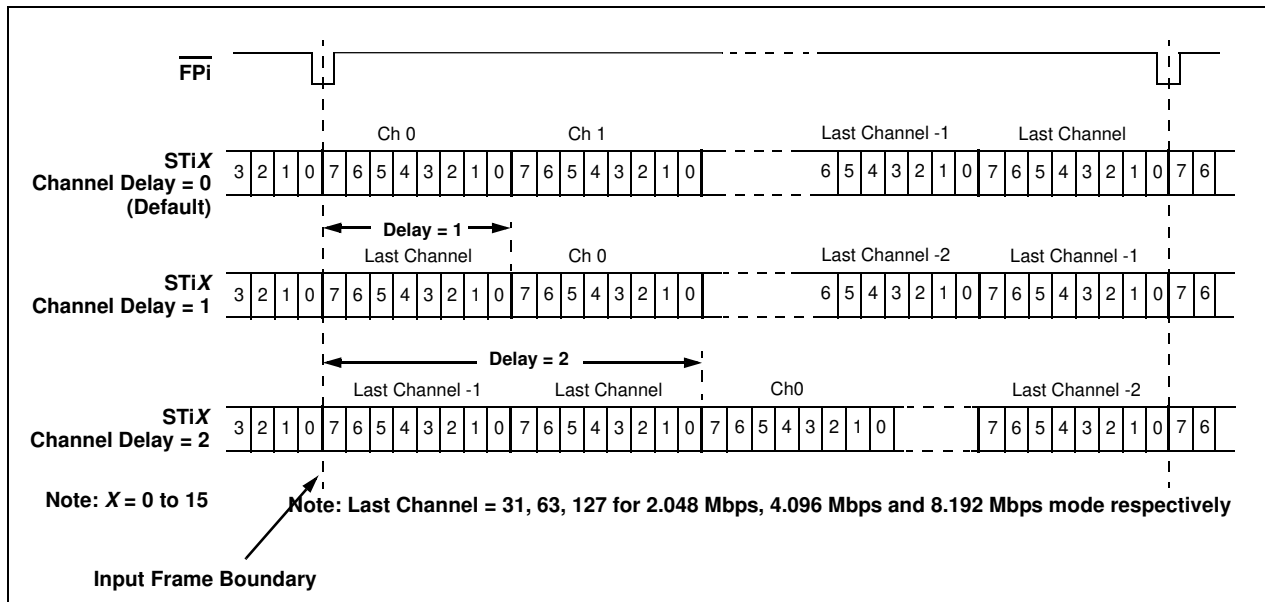 FPi
Ch 0 Ch 1 Last Channel -1 Last Channel
STiX
Channel Delay = 0
(Default)
3 2 1 0 7 6 5 4 3 2 1 0 7 6 5 4 3 2 1 0 6 5 4 3 2 1 0 7 6 5 4 3 2 1 0 7 6
Delay = 1
Last Channel Ch 0 Last Channel -2 Last Channel -1
STiX
Channel Delay = 1
3 2 1 0 7 6 5 4 3 2 1 0 7 6 5 4 3 2 1 0 6 5 4 3 2 1 0 7 6 5 4 3 2 1 0 7 6
Delay = 2
Last Channel -1 Last Channel Ch0 Last Channel -2
STiX
Channel Delay = 2
3 2 1 0 7 6 5 4 3 2 1 0 7 6 5 4 3 2 1 0 7 6 5 4 3 2 1 0 7 6 5 4 3 2 1 0 7 6
Note: X = 0 to 15
Note: Last Channel = 31, 63, 127 for 2.048 Mbps, 4.096 Mbps and 8.192 Mbps mode respectively
Input Frame Boundary